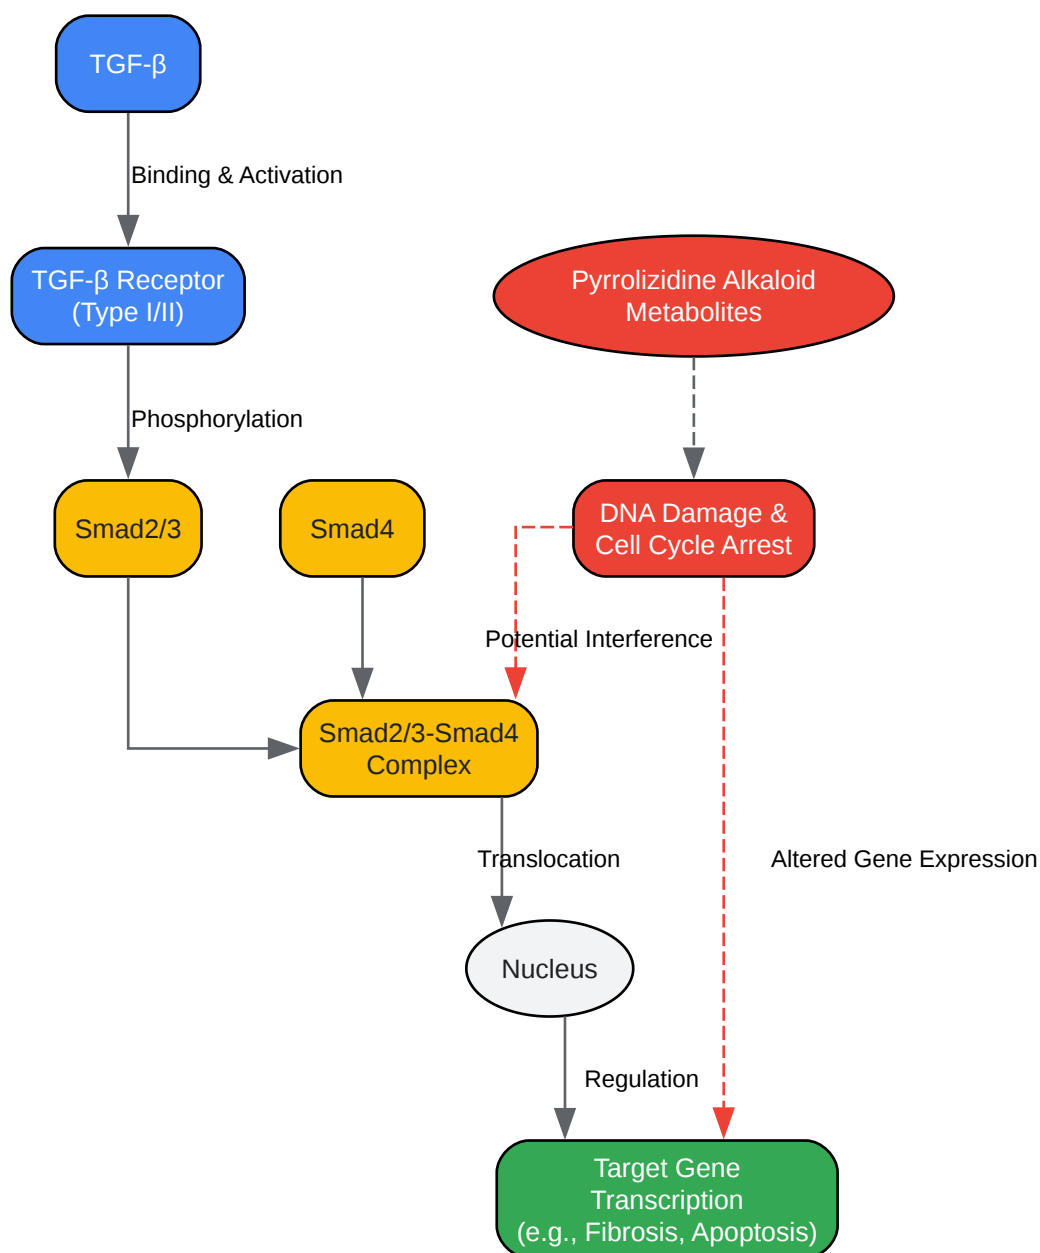 TGF-β
Binding & Activation
TGF-β Receptor
(Type I/II)
Pyrrolizidine Alkaloid
Metabolites
Phosphorylation
Smad2/3
Smad4
DNA Damage &
Cell Cycle Arrest
Potential Interference
Smad2/3-Smad4
Complex
Translocation
Altered Gene Expression
Nucleus
Regulation
Target Gene
Transcription
(e.g., Fibrosis, Apoptosis)